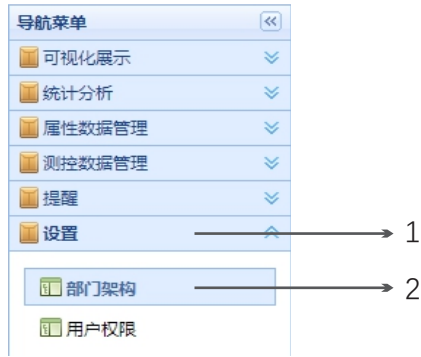 导航菜单
可视化展示
统计分析
属性数据管理
测控数据管理
提醒
设置 1
部门架构 2
用户权限